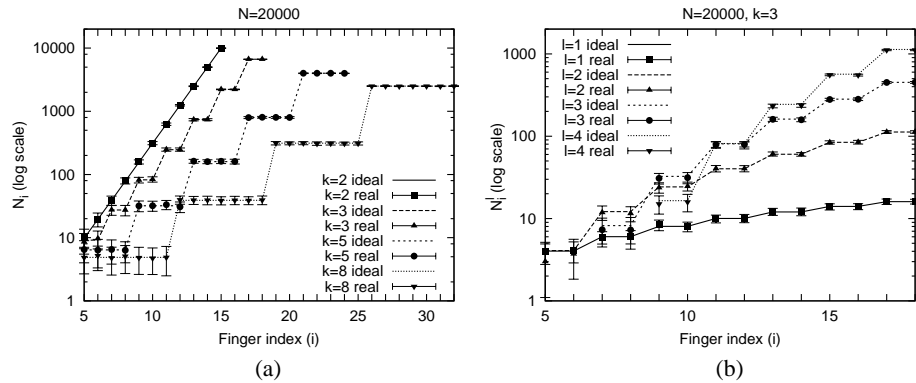 N=20000
10000
1000
100
10
1
N_i (log scale)
k=2 ideal
k=2 real
k=3 ideal
k=3 real
k=5 ideal
k=5 real
k=8 ideal
k=8 real
5 10 15 20 25 30
Finger index (i)
(a)
N=20000, k=3
1000
100
10
1
N_i^l (log scale)
l=1 ideal
l=1 real
l=2 ideal
l=2 real
l=3 ideal
l=3 real
l=4 ideal
l=4 real
5 10 15
Finger index (i)
(b)